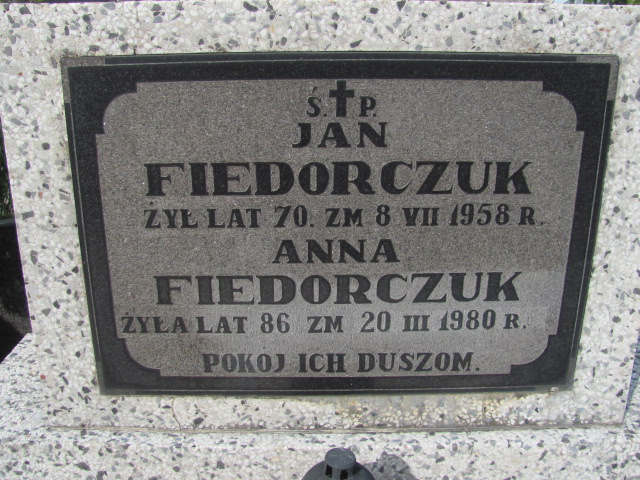 Ś.✝P.
JAN
FIEDORCZUK
ŻYŁ LAT 70. ZM 8 VII 1958 R.
ANNA
FIEDORCZUK
ŻYŁA LAT 86 ZM 20 III 1980 R.
POKÓJ ICH DUSZOM.